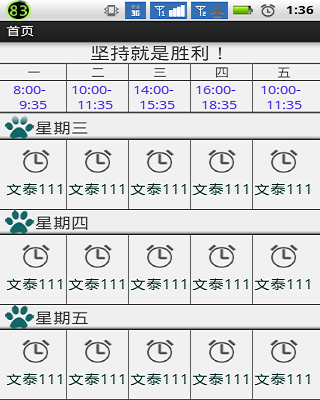 83 3G 1 2 1:36
首页
坚持就是胜利！
一 二 三 四 五
8:00- 10:00- 14:00- 16:00- 10:00-
9:35 11:35 15:35 18:35 11:35
星期三
文泰111 文泰111 文泰111 文泰111 文泰111
星期四
文泰111 文泰111 文泰111 文泰111 文泰111
星期五
文泰111 文泰111 文泰111 文泰111 文泰111